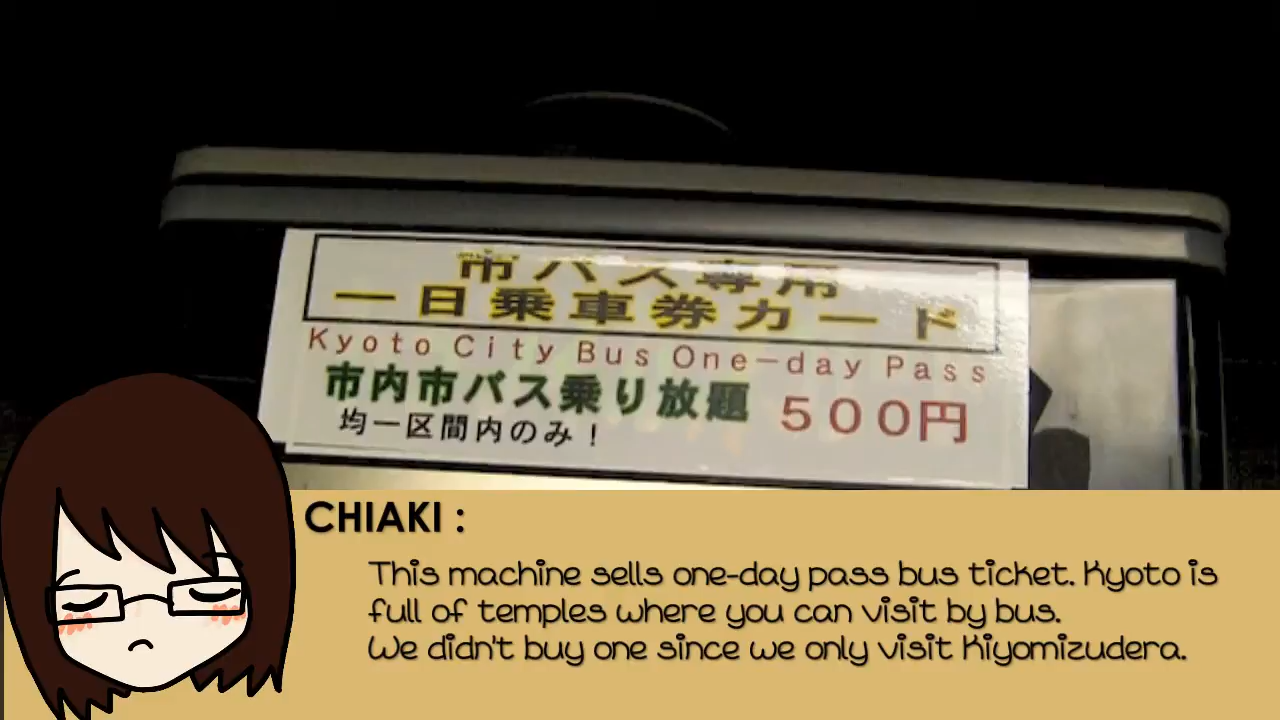 市バス専用
一日乗車券カード
Kyoto City Bus One-day Pass
市内市バス乗り放題 500円
均一区間内のみ！
CHIAKI :
This machine sells one-day pass bus ticket. Kyoto is
full of temples where you can visit by bus.
We didn't buy one since we only visit Kiyomizudera.